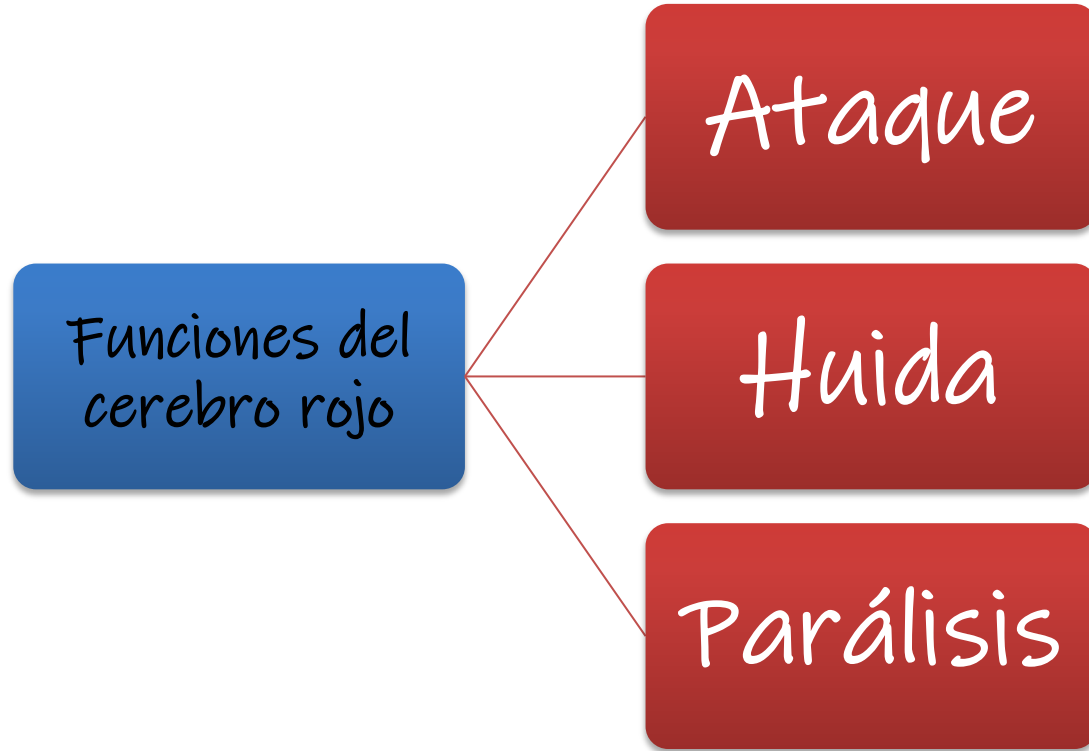 Funciones del
cerebro rojo
Ataque
Huida
Parálisis